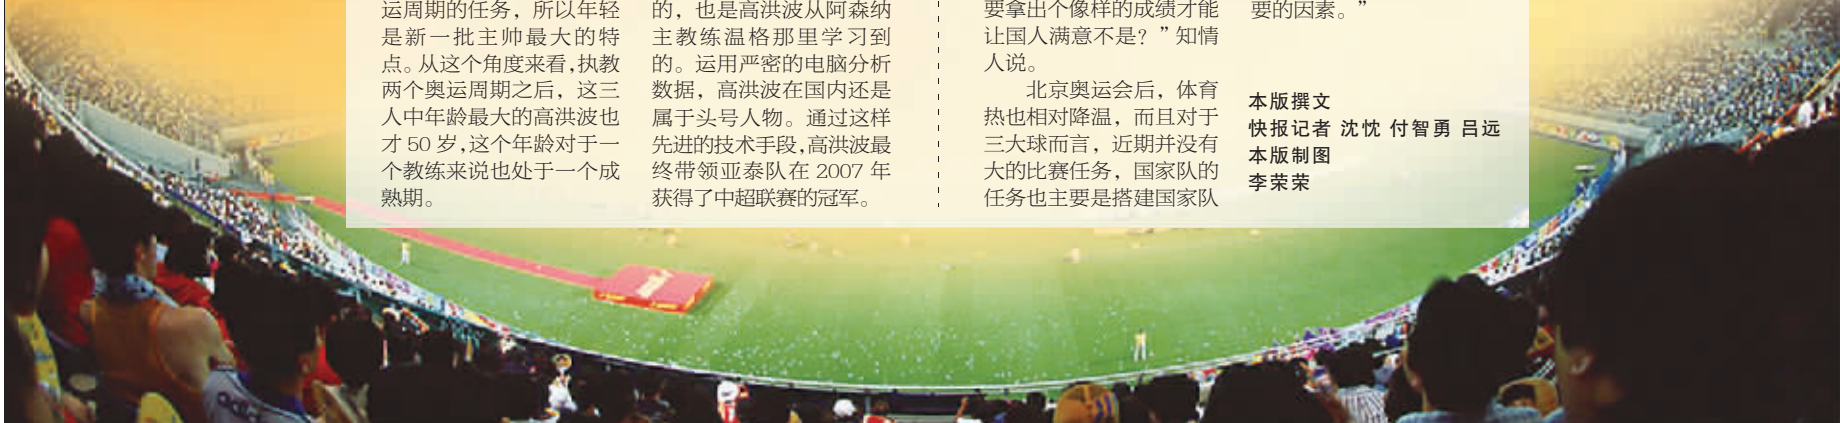 运周期的任务，所以年轻
是新一批主帅最大的特
点。从这个角度来看，执教
两个奥运周期之后，这三
人中年龄最大的高洪波也
才50岁，这个年龄对于一
个教练来说也处于一个成
熟期。
的，也是高洪波从阿森纳
主教练温格那里学习到
的。运用严密的电脑分析
数据，高洪波在国内还是
属于头号人物。通过这样
先进的技术手段，高洪波最
终带领亚泰队在2007年
获得了中超联赛的冠军。
要拿出个像样的成绩才能
让国人满意不是？”知情
人说。
北京奥运会后，体育
热也相对降温，而且对于
三大球而言，近期并没有
大的比赛任务，国家队的
任务也主要是搭建国家队
要的因素。”
本版撰文
快报记者 沈忱 付智勇 吕远
本版制图
李荣荣